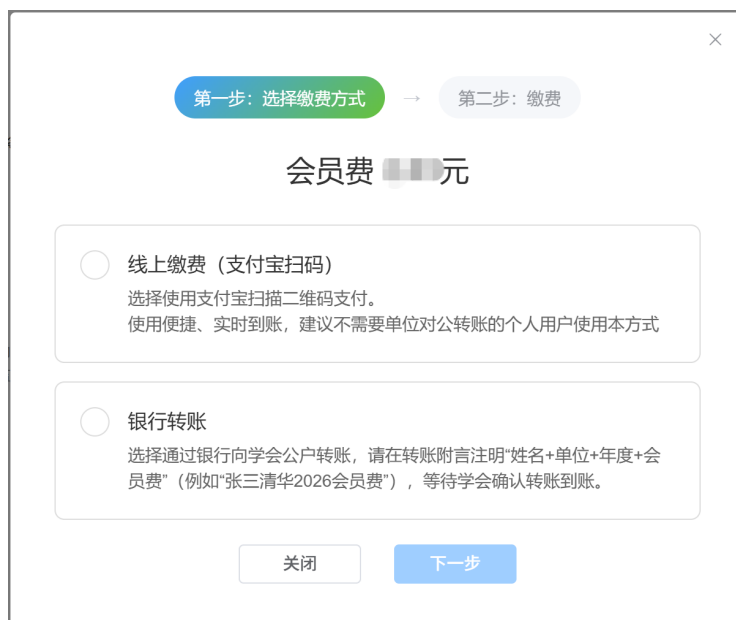 第一步：选择缴费方式 → 第二步：缴费
会员费 元
线上缴费（支付宝扫码）
选择使用支付宝扫描二维码支付。
使用便捷、实时到账，建议不需要单位对公转账的个人用户使用本方式
银行转账
选择通过银行向学会公户转账，请在转账附言注明“姓名+单位+年度+会
员费”（例如“张三清华2026会员费”），等待学会确认转账到账。
关闭 下一步